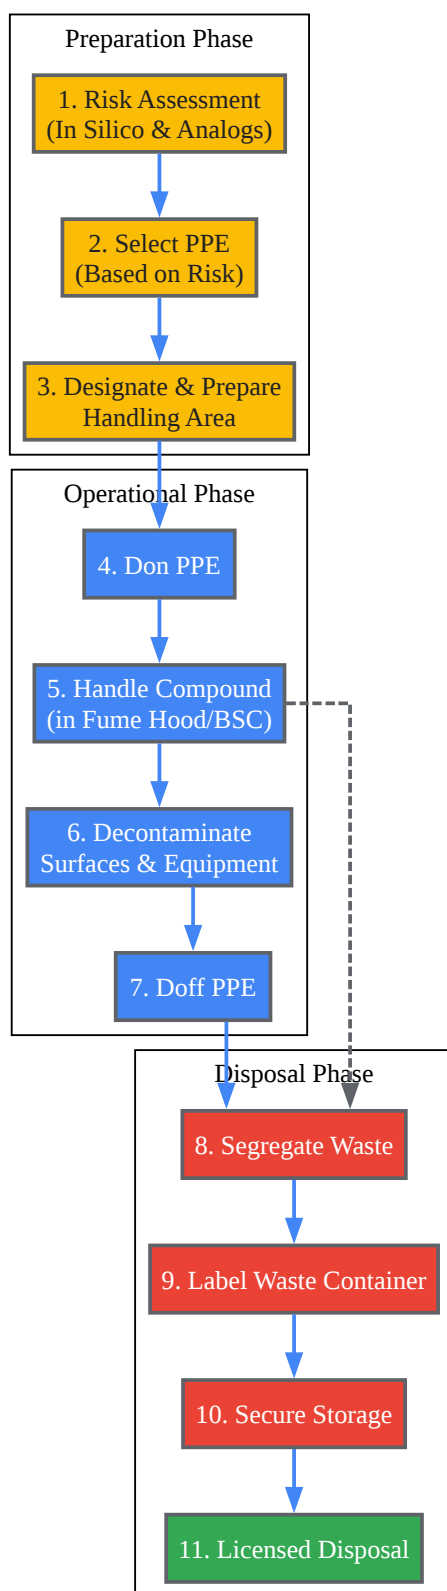 Preparation Phase
1. Risk Assessment
(In Silico & Analogs)
2. Select PPE
(Based on Risk)
3. Designate & Prepare
Handling Area
Operational Phase
4. Don PPE
5. Handle Compound
(in Fume Hood/BSC)
6. Decontaminate
Surfaces & Equipment
7. Doff PPE
Disposal Phase
8. Segregate Waste
9. Label Waste Container
10. Secure Storage
11. Licensed Disposal